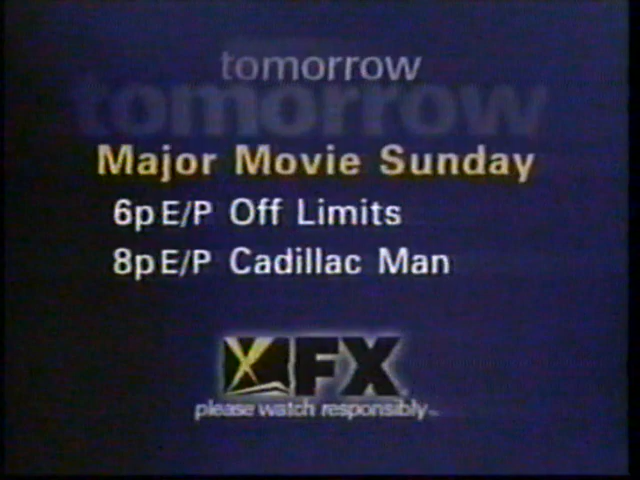 tomorrow
tomorrow
Major Movie Sunday
6p E/P Off Limits
8p E/P Cadillac Man
FX
please watch responsibly